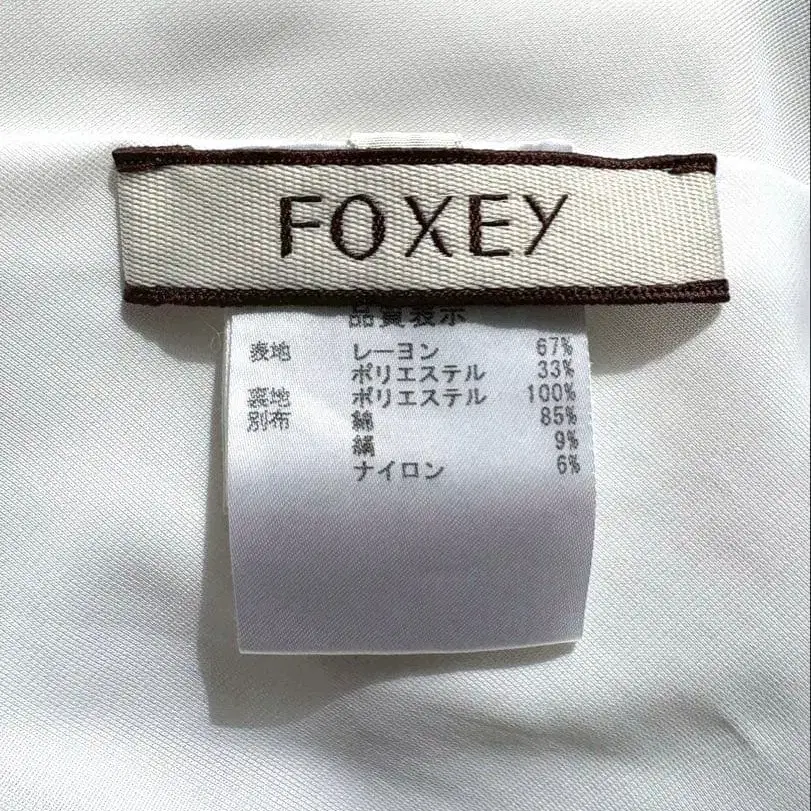 FOXEY
品質表示
表地 レーヨン 67%
ポリエステル 33%
裏地 ポリエステル 100%
別布 綿 85%
絹 9%
ナイロン 6%